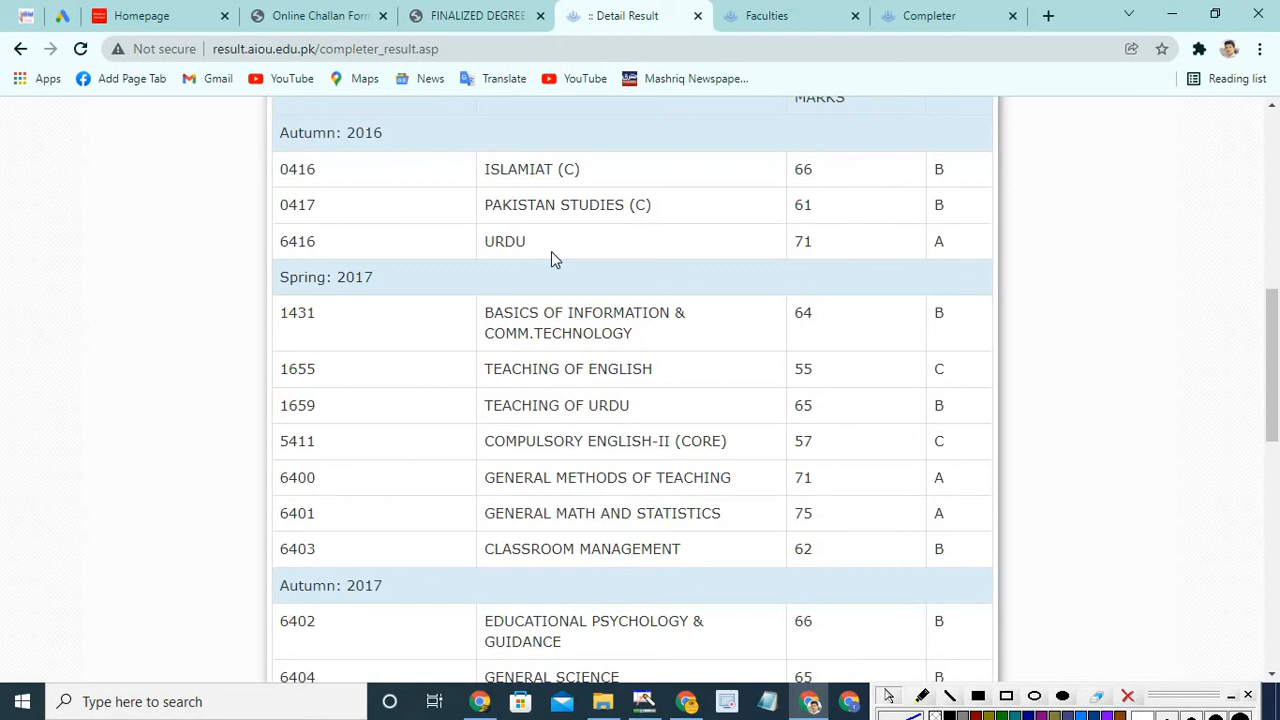 Homepage
Online Challan Form
FINALIZED DEGREE
:: Detail Result
Faculties
Completer
Not secure
result.aiou.edu.pk/completer_result.asp
Apps
Add Page Tab
Gmail
YouTube
Maps
News
Translate
YouTube
Mashriq Newspape...
Reading list
MARKS
Autumn: 2016
0416 ISLAMIAT (C) 66 B
0417 PAKISTAN STUDIES (C) 61 B
6416 URDU 71 A
Spring: 2017
1431 BASICS OF INFORMATION & 64 B
COMM.TECHNOLOGY
1655 TEACHING OF ENGLISH 55 C
1659 TEACHING OF URDU 65 B
5411 COMPULSORY ENGLISH-II (CORE) 57 C
6400 GENERAL METHODS OF TEACHING 71 A
6401 GENERAL MATH AND STATISTICS 75 A
6403 CLASSROOM MANAGEMENT 62 B
Autumn: 2017
6402 EDUCATIONAL PSYCHOLOGY & 66 B
GUIDANCE
6404 GENERAL SCIENCE 65 B
Type here to search